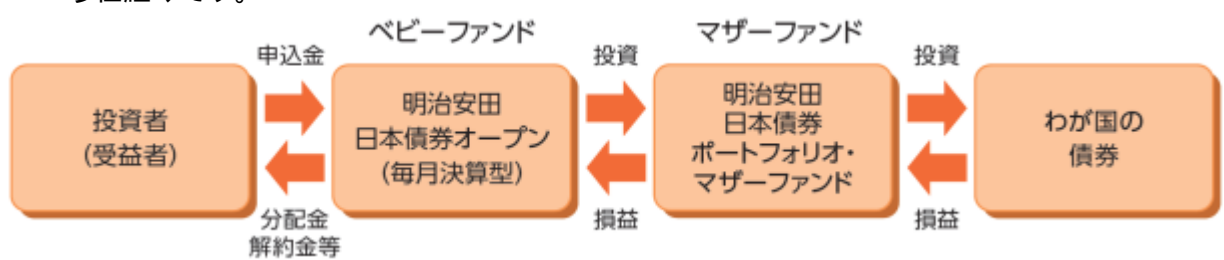 ベビーファンド
マザーファンド
申込金
投資
投資
投資者
(受益者)
明治安田
日本債券オープン
(毎月決算型)
明治安田
日本債券
ポートフォリオ・
マザーファンド
わが国の
債券
分配金
解約金等
損益
損益